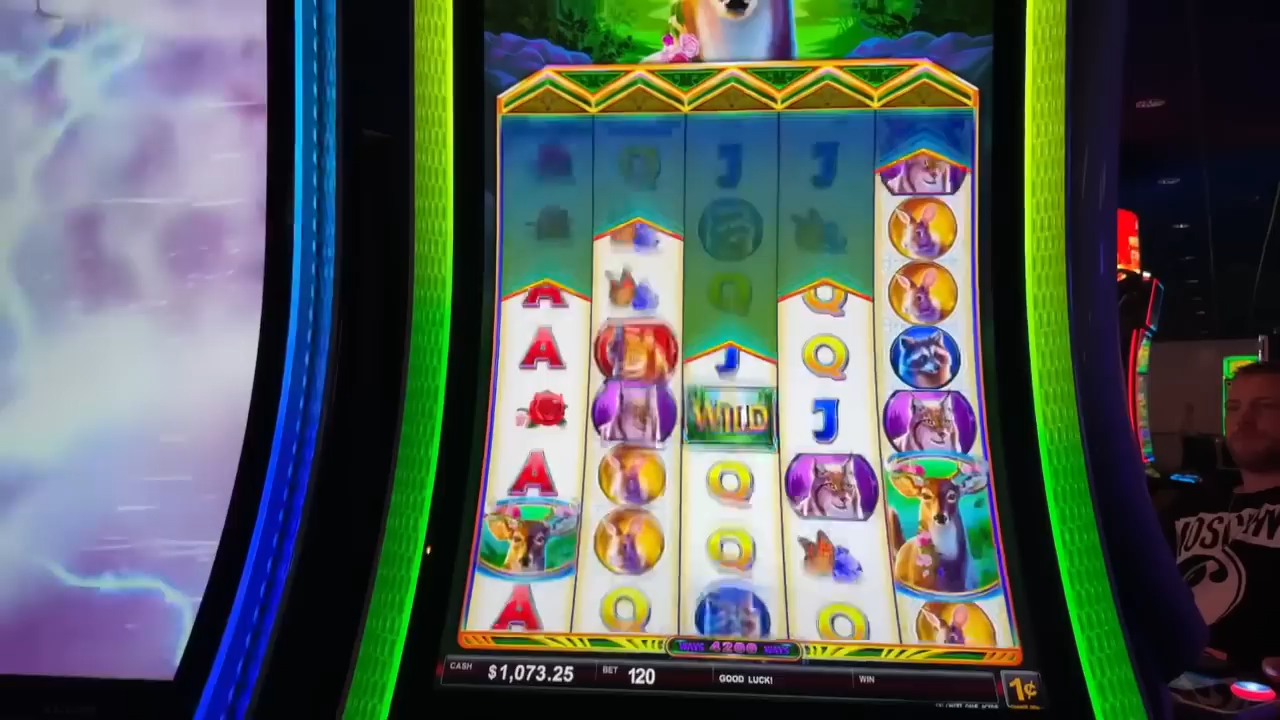 Q J J
Q
A Q
J
A Q
WILD J
A Q
Q
A Q Q
WAYS 4200 WAYS
CASH $1,073.25 BET 120 GOOD LUCK! WIN 1¢